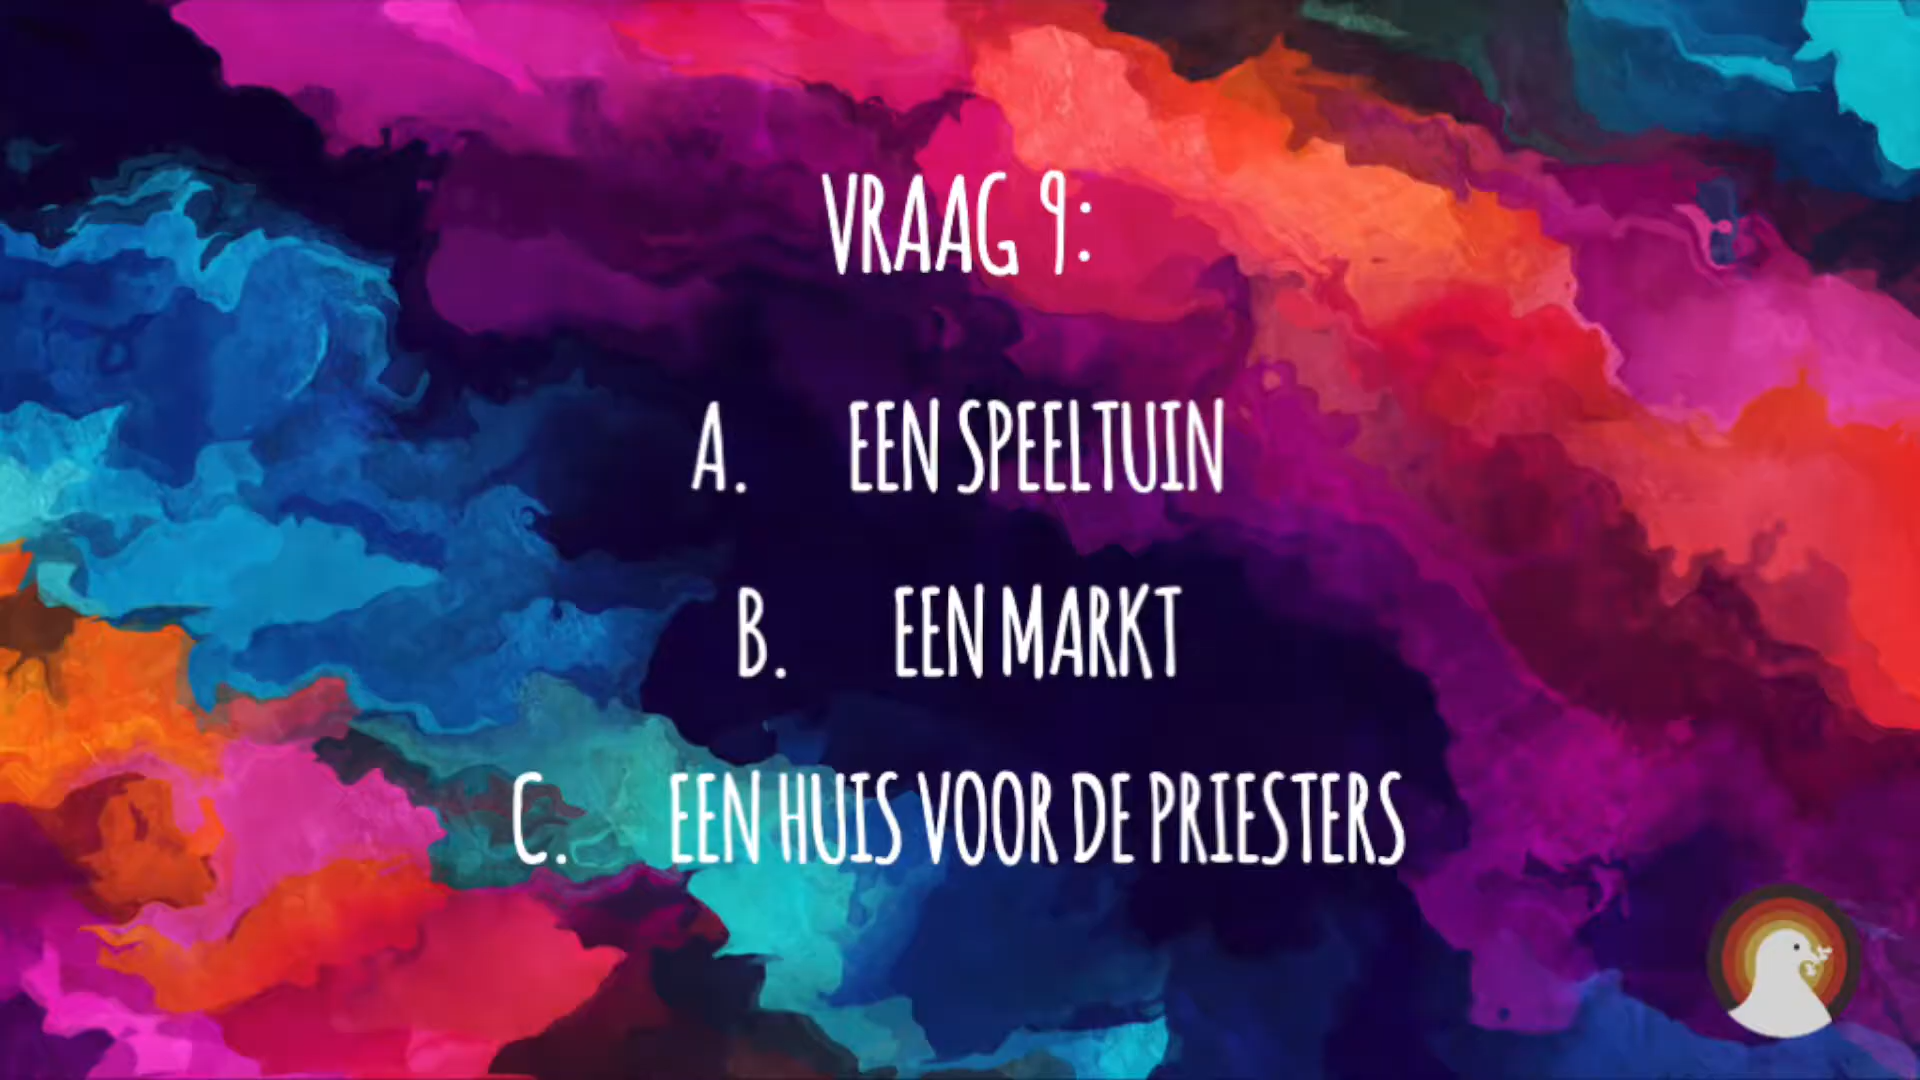 VRAAG 9:
A. EEN SPEELTUIN
B. EEN MARKT
C. EEN HUIS VOOR DE PRIESTERS